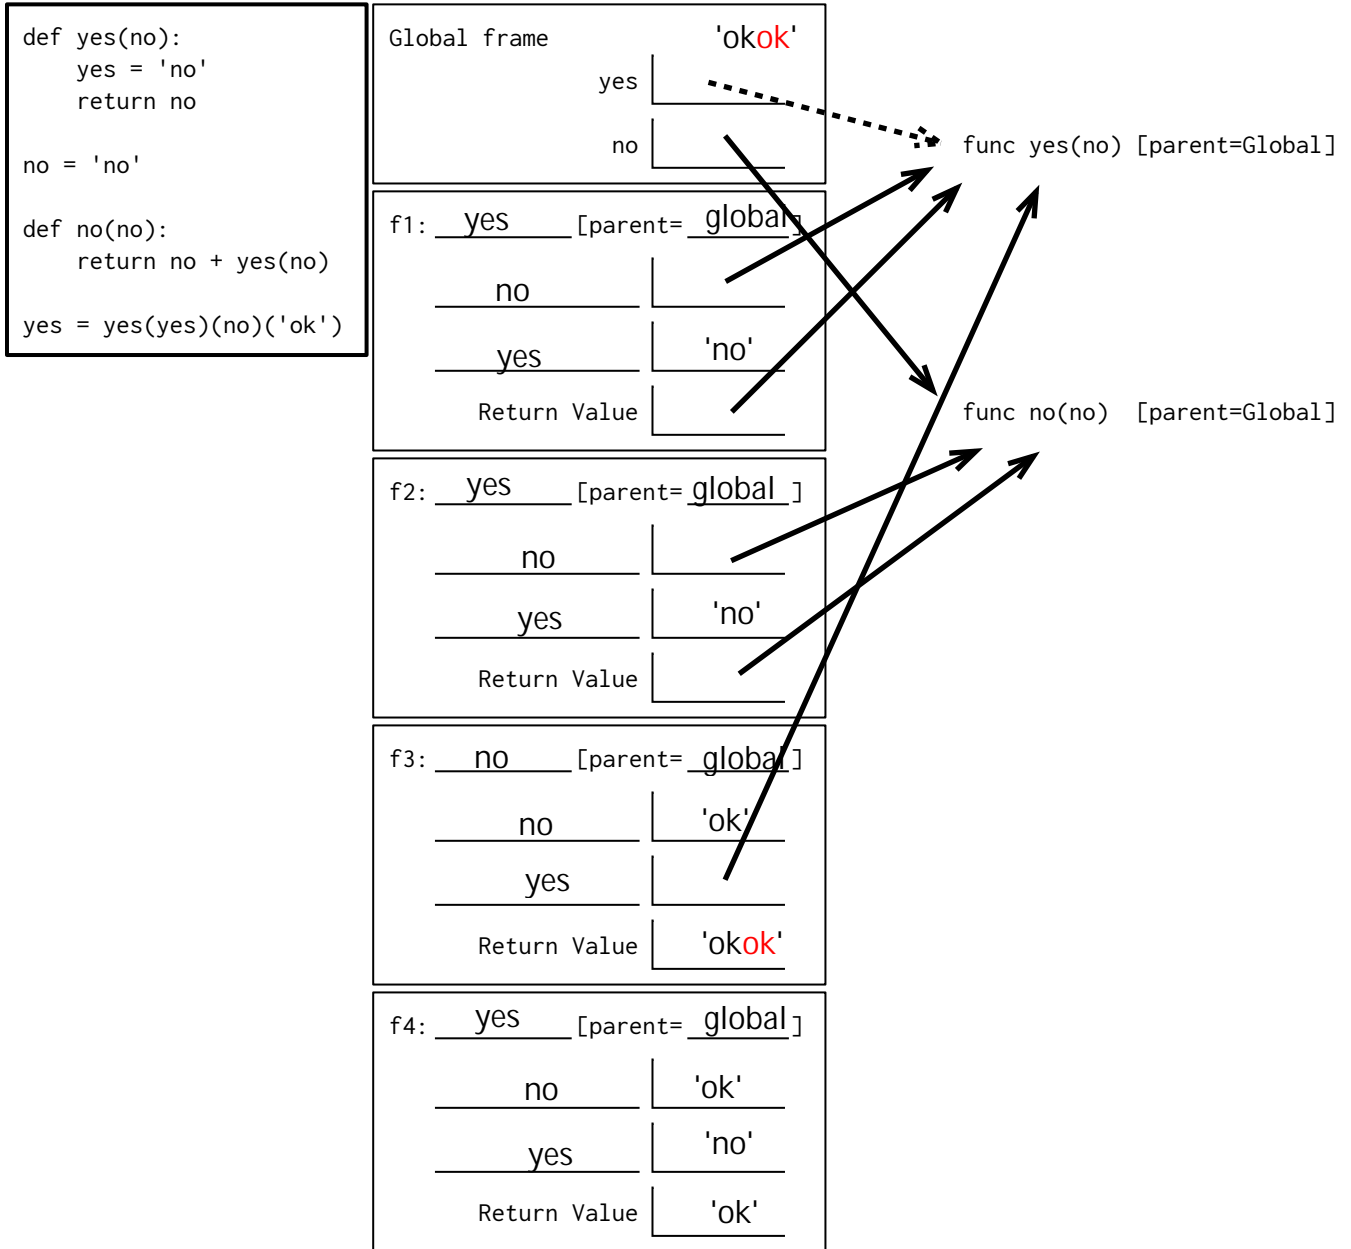 def yes(no):
    yes = 'no'
    return no
no = 'no'
def no(no):
    return no + yes(no)
yes = yes(yes)(no)('ok')
Global frame 'okok'
yes
no
func yes(no) [parent=Global]
func no(no) [parent=Global]
f1: yes [parent= global]
no
yes 'no'
Return Value
f2: yes [parent= global]
no
yes 'no'
Return Value
f3: no [parent= global]
no 'ok'
yes
Return Value 'okok'
f4: yes [parent= global]
no 'ok'
yes 'no'
Return Value 'ok'